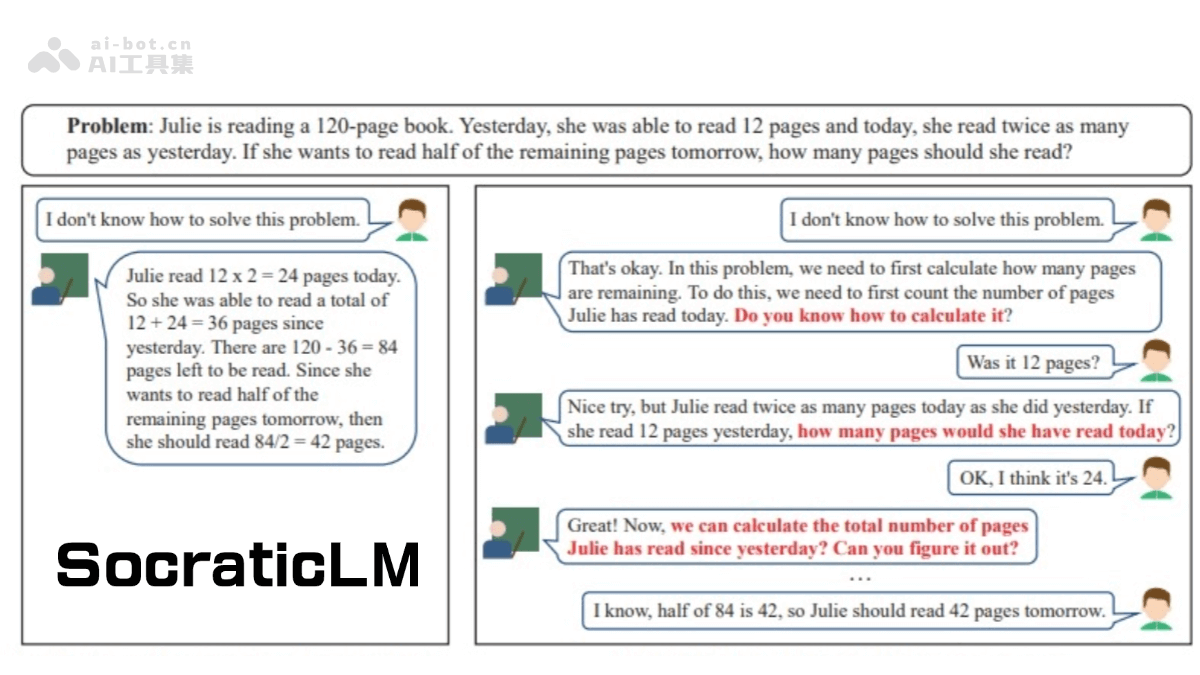 ai-bot.cn
AI工具集
Problem: Julie is reading a 120-page book. Yesterday, she was able to read 12 pages and today, she read twice as many
pages as yesterday. If she wants to read half of the remaining pages tomorrow, how many pages should she read?
I don't know how to solve this problem.
Julie read 12 x 2 = 24 pages today.
So she was able to read a total of
12 + 24 = 36 pages since
yesterday. There are 120 - 36 = 84
pages left to be read. Since she
wants to read half of the
remaining pages tomorrow, then
she should read 84/2 = 42 pages.
SocraticLM
I don't know how to solve this problem.
That's okay. In this problem, we need to first calculate how many pages
are remaining. To do this, we need to first count the number of pages
Julie has read today. Do you know how to calculate it?
Was it 12 pages?
Nice try, but Julie read twice as many pages today as she did yesterday. If
she read 12 pages yesterday, how many pages would she have read today?
OK, I think it's 24.
Great! Now, we can calculate the total number of pages
Julie has read since yesterday? Can you figure it out?
...
I know, half of 84 is 42, so Julie should read 42 pages tomorrow.